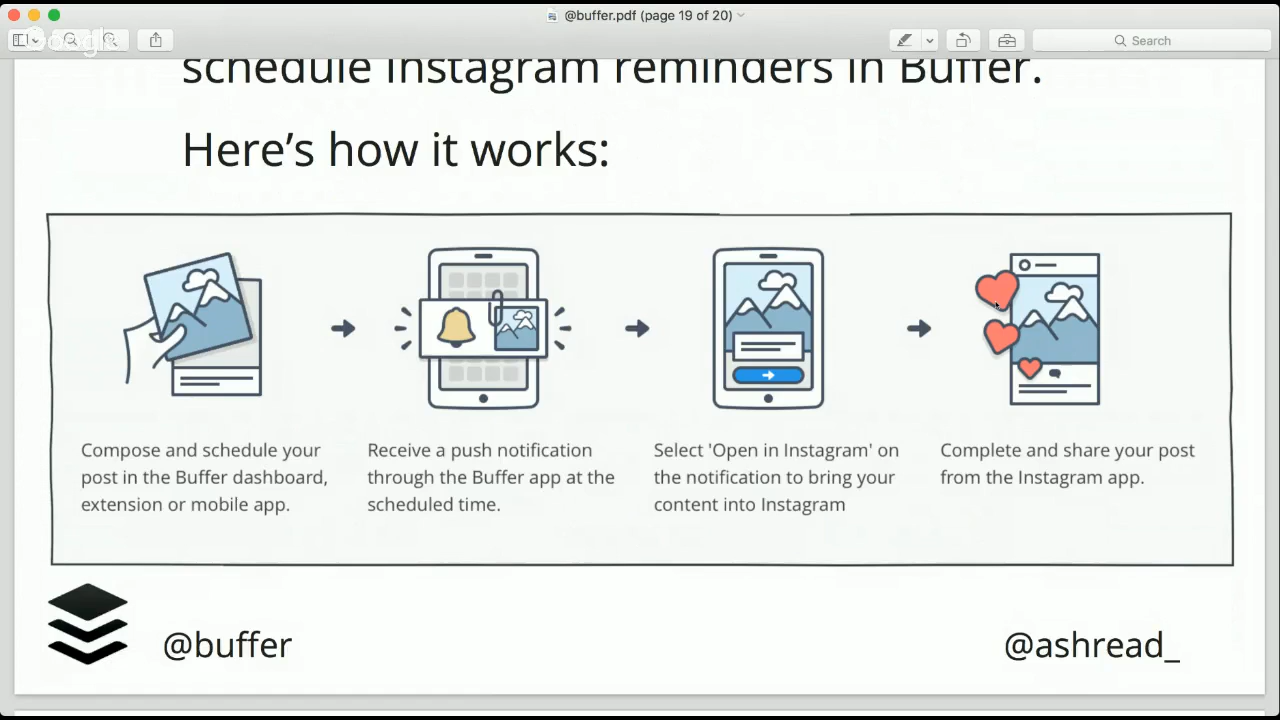 @buffer.pdf (page 19 of 20)
Google
Search
schedule Instagram reminders in Buffer.
Here's how it works:
Compose and schedule your
post in the Buffer dashboard,
extension or mobile app.
Receive a push notification
through the Buffer app at the
scheduled time.
Select 'Open in Instagram' on
the notification to bring your
content into Instagram
Complete and share your post
from the Instagram app.
@buffer
@ashread_